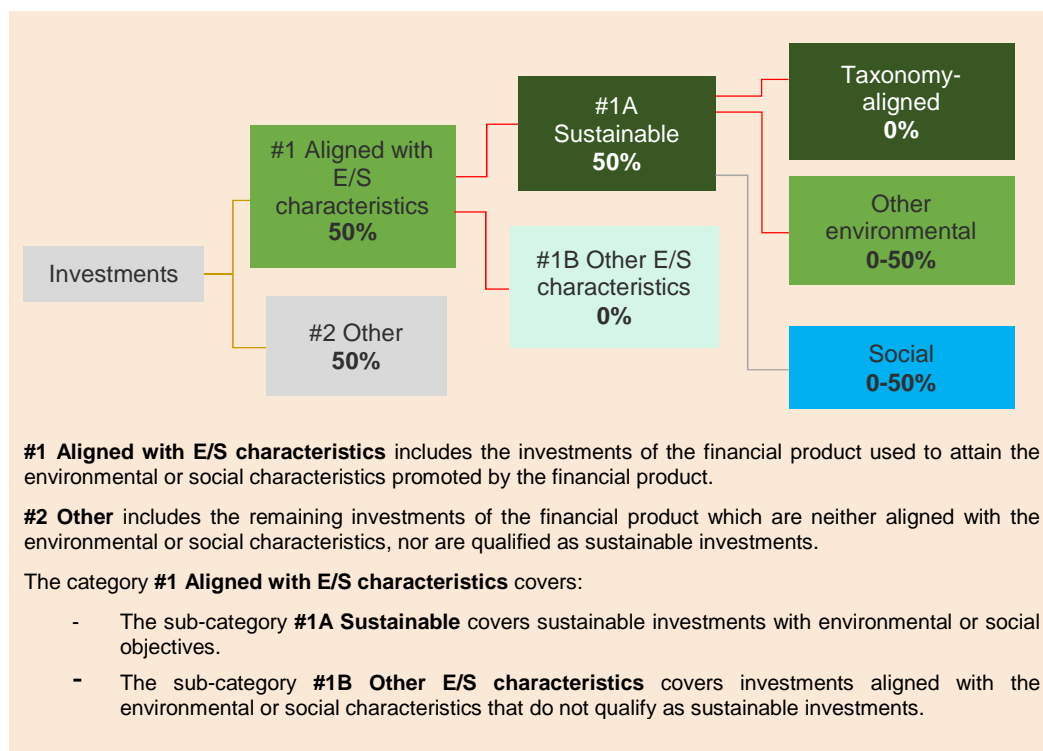 Investments
#1 Aligned with
E/S
characteristics
50%
#2 Other
50%
#1A
Sustainable
50%
#1B Other E/S
characteristics
0%
Taxonomy-
aligned
0%
Other
environmental
0-50%
Social
0-50%
#1 Aligned with E/S characteristics includes the investments of the financial product used to attain the
environmental or social characteristics promoted by the financial product.
#2 Other includes the remaining investments of the financial product which are neither aligned with the
environmental or social characteristics, nor are qualified as sustainable investments.
The category #1 Aligned with E/S characteristics covers:
- The sub-category #1A Sustainable covers sustainable investments with environmental or social
objectives.
- The sub-category #1B Other E/S characteristics covers investments aligned with the
environmental or social characteristics that do not qualify as sustainable investments.